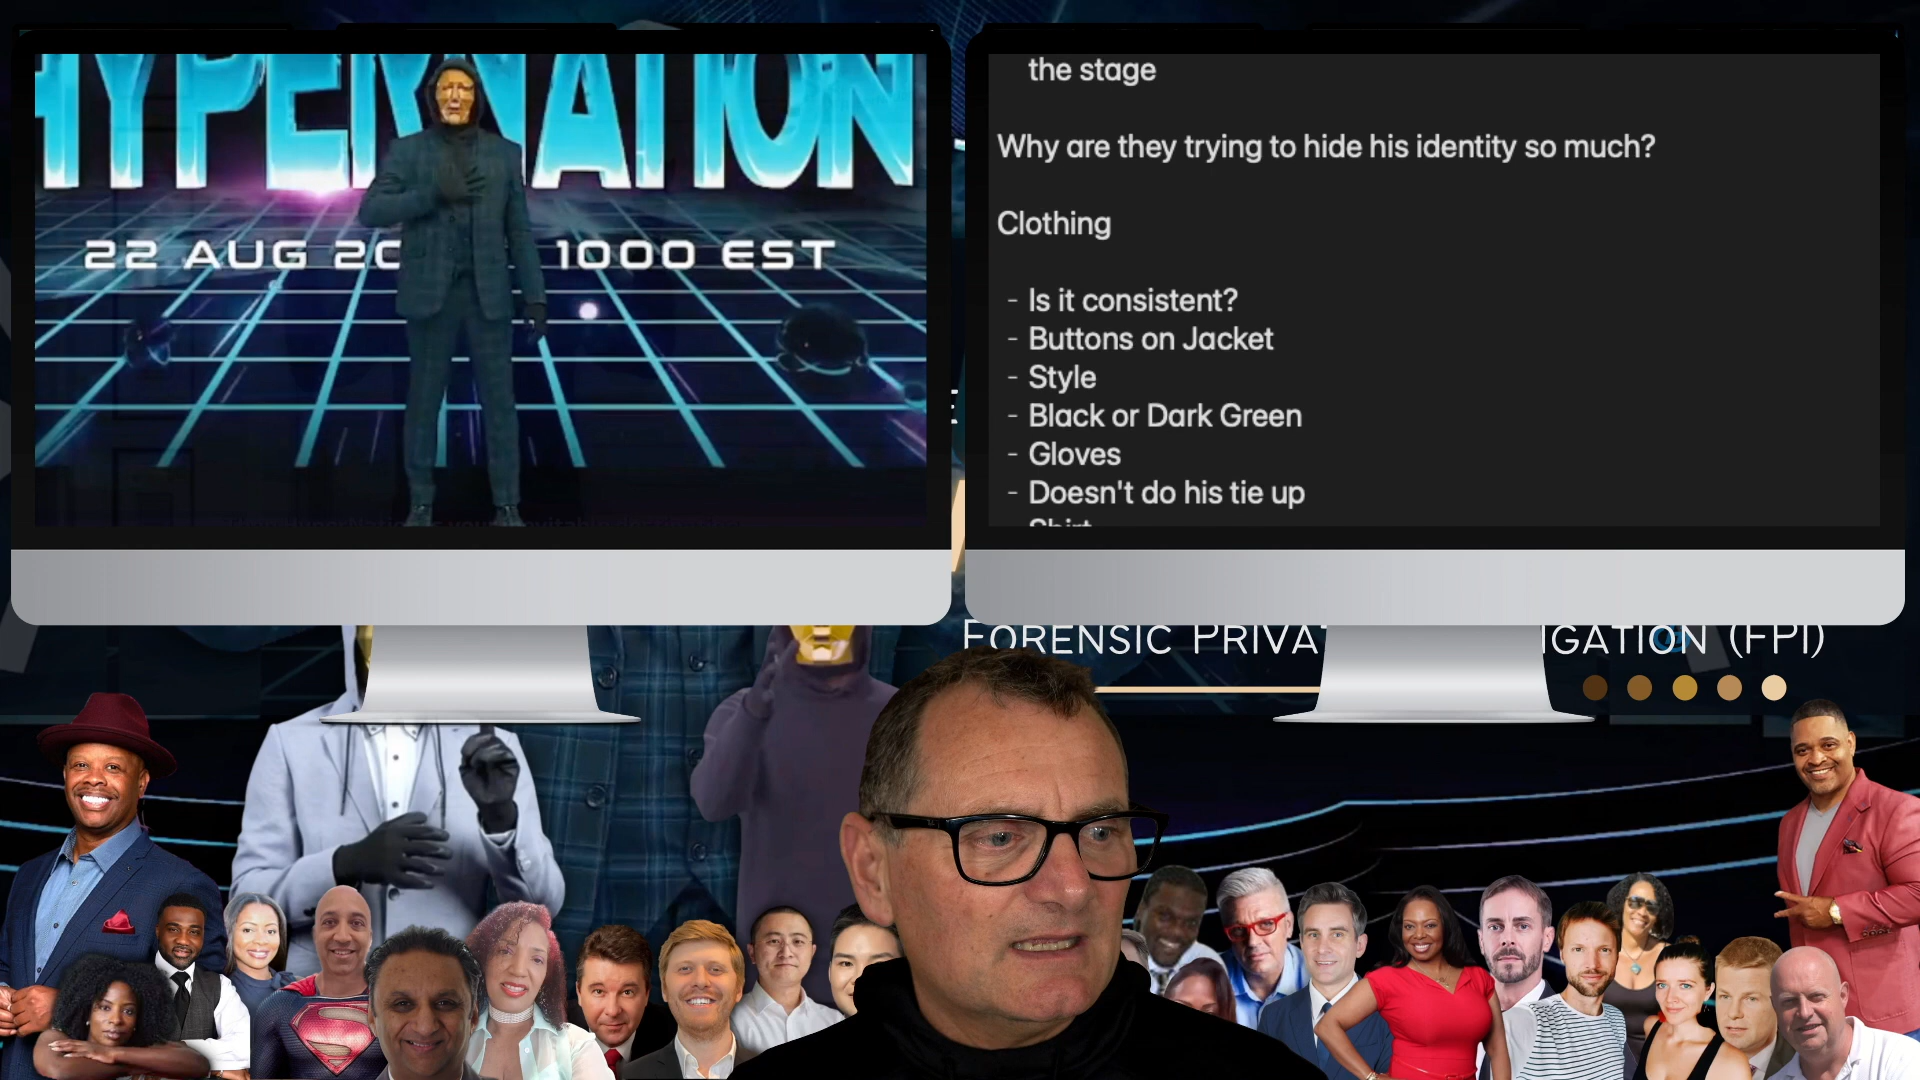 HYPERNATION
22 AUG 20 1000 EST
the stage
Why are they trying to hide his identity so much?
Clothing
- Is it consistent?
- Buttons on Jacket
- Style
- Black or Dark Green
- Gloves
- Doesn't do his tie up
- Shirt
FORENSIC PRIVA IGATION (FPI)